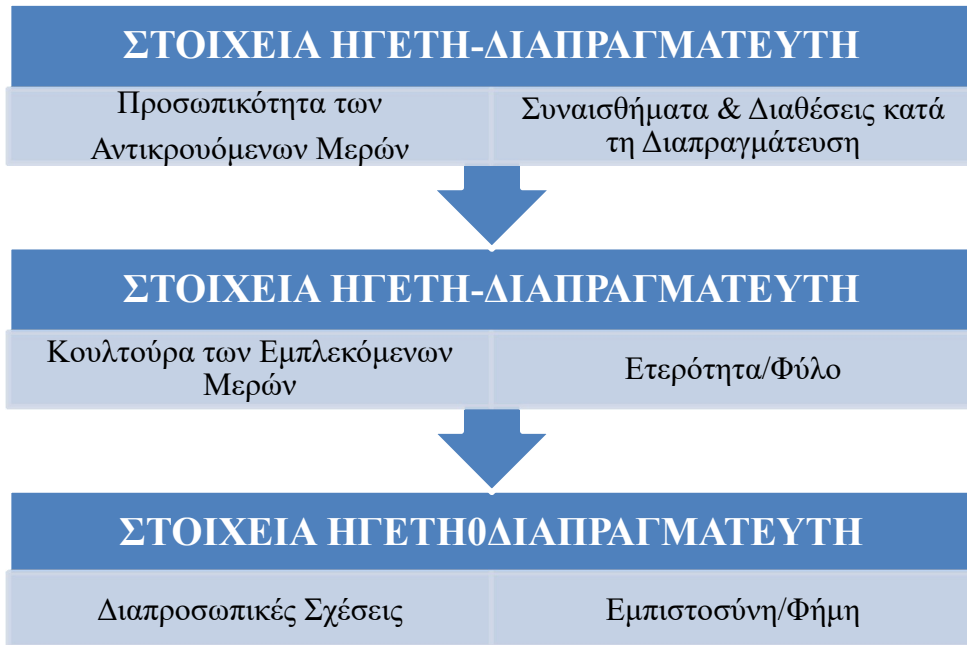 ΣΤΟΙΧΕΙΑ ΗΓΕΤΗ-ΔΙΑΠΡΑΓΜΑΤΕΥΤΗ
Προσωπικότητα των
Αντικρουόμενων Μερών
Συναισθήματα & Διαθέσεις κατά
τη Διαπραγμάτευση
ΣΤΟΙΧΕΙΑ ΗΓΕΤΗ-ΔΙΑΠΡΑΓΜΑΤΕΥΤΗ
Κουλτούρα των Εμπλεκόμενων
Μερών
Ετερότητα/Φύλο
ΣΤΟΙΧΕΙΑ ΗΓΕΤΗ0ΔΙΑΠΡΑΓΜΑΤΕΥΤΗ
Διαπροσωπικές Σχέσεις
Εμπιστοσύνη/Φήμη